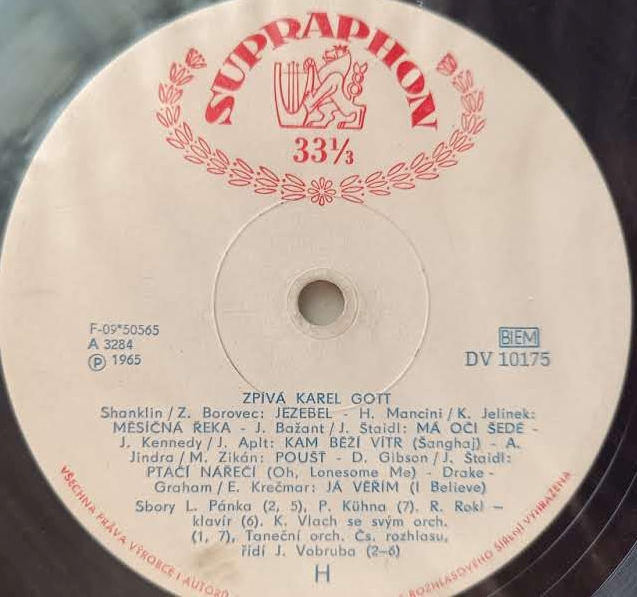 SUPRAPHON
33⅓
F-09*50565
A 3284
Ⓟ 1965
BIEM
DV 10175
ZPÍVÁ KAREL GOTT
Shanklin / Z. Borovec: JEZEBEL - H. Mancini / K. Jelínek:
MĚSÍČNÁ ŘEKA - J. Bažant / J. Štaidl: MÁ OČI ŠEDÉ -
J. Kennedy / J. Aplt: KAM BĚŽÍ VÍTR (Šanghaj) - A.
Jindra / M. Zikán: POUŠŤ - D. Gibson / J. Štaidl:
PTAČÍ NÁŘEČÍ (Oh, Lonesome Me) - Drake -
Graham / E. Krečmar: JÁ VĚŘÍM (I Believe)
Sbory L. Pánka (2, 5), P. Kühna (7). R. Rokl —
klavír (6). K. Vlach se svým orch.
(1, 7), Taneční orch. Čs. rozhlasu,
řídí J. Vobruba (2–6)
H
VŠECHNA PRÁVA VÝROBCE I AUTORŮ
ROZHLASOVÉHO ŠÍŘENÍ VYHRAŽENA